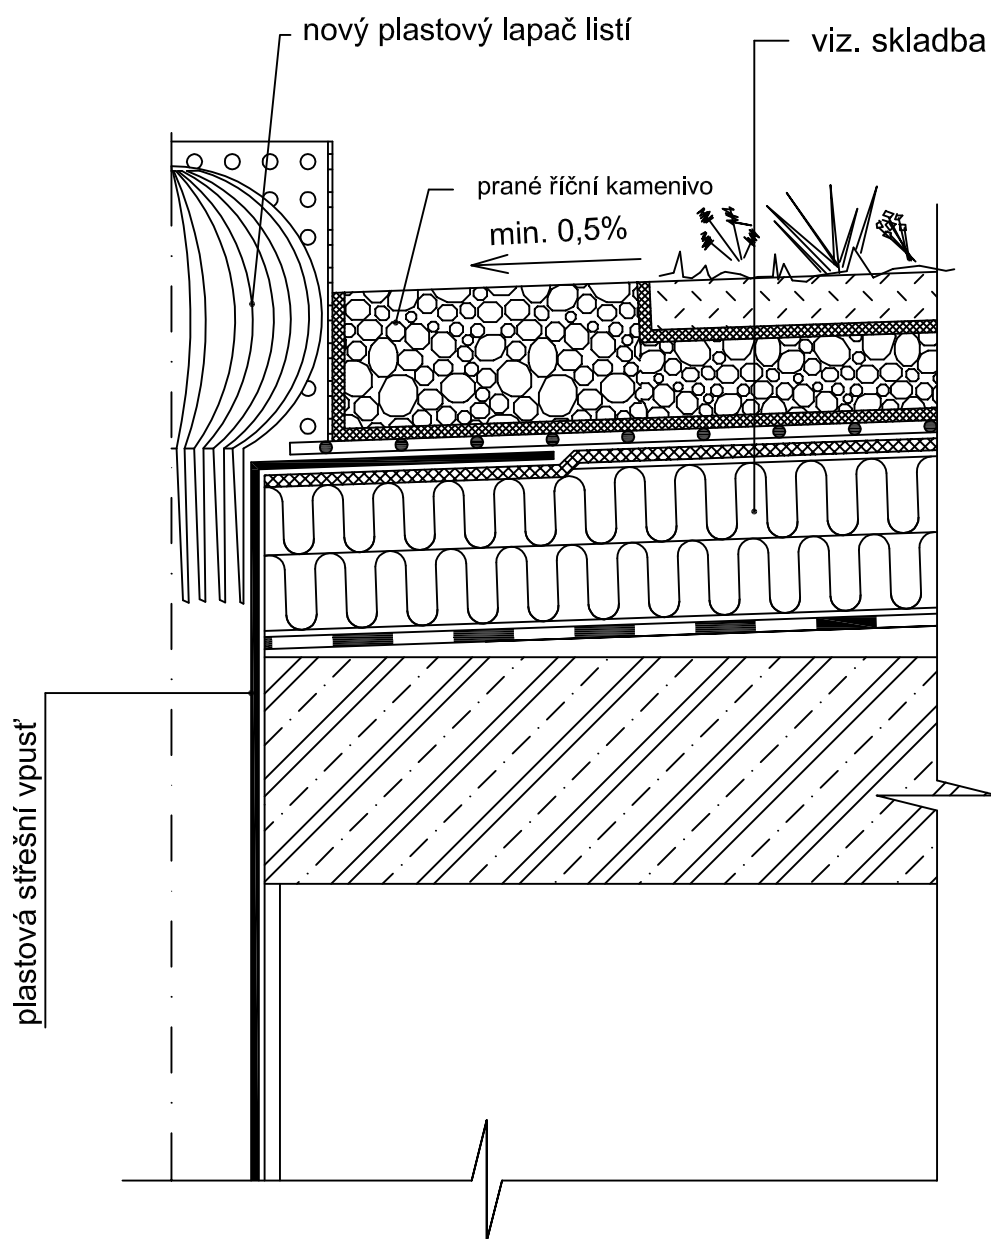 nový plastový lapač listí
viz. skladba
prané říční kamenivo
min. 0,5%
plastová střešní vpusť